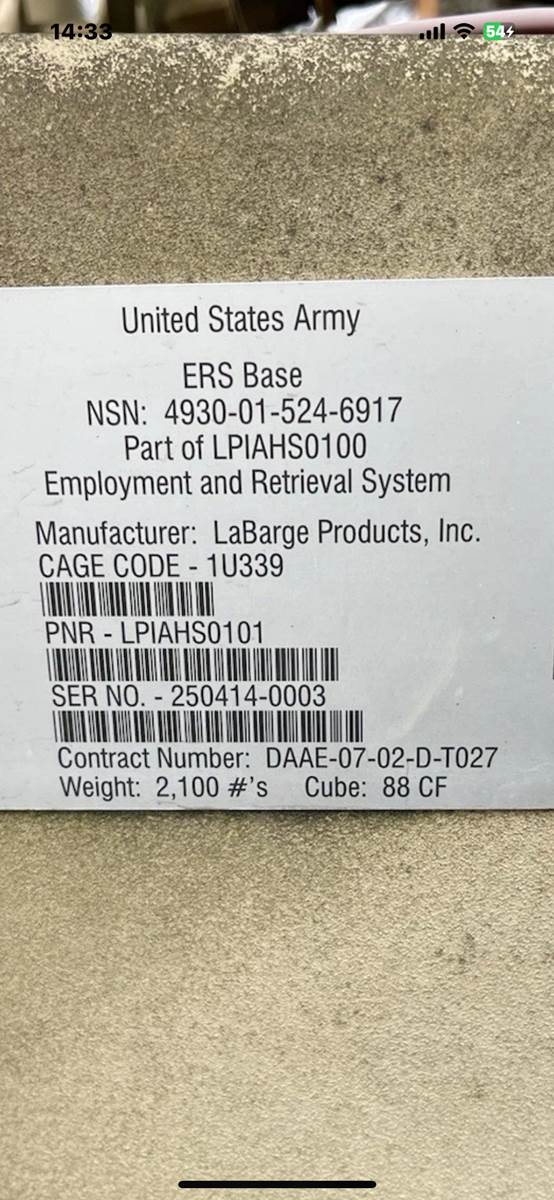 14:33
54
United States Army
ERS Base
NSN: 4930-01-524-6917
Part of LPIAHS0100
Employment and Retrieval System
Manufacturer: LaBarge Products, Inc.
CAGE CODE - 1U339
PNR - LPIAHS0101
SER NO. - 250414-0003
Contract Number: DAAE-07-02-D-T027
Weight: 2,100 #'s Cube: 88 CF